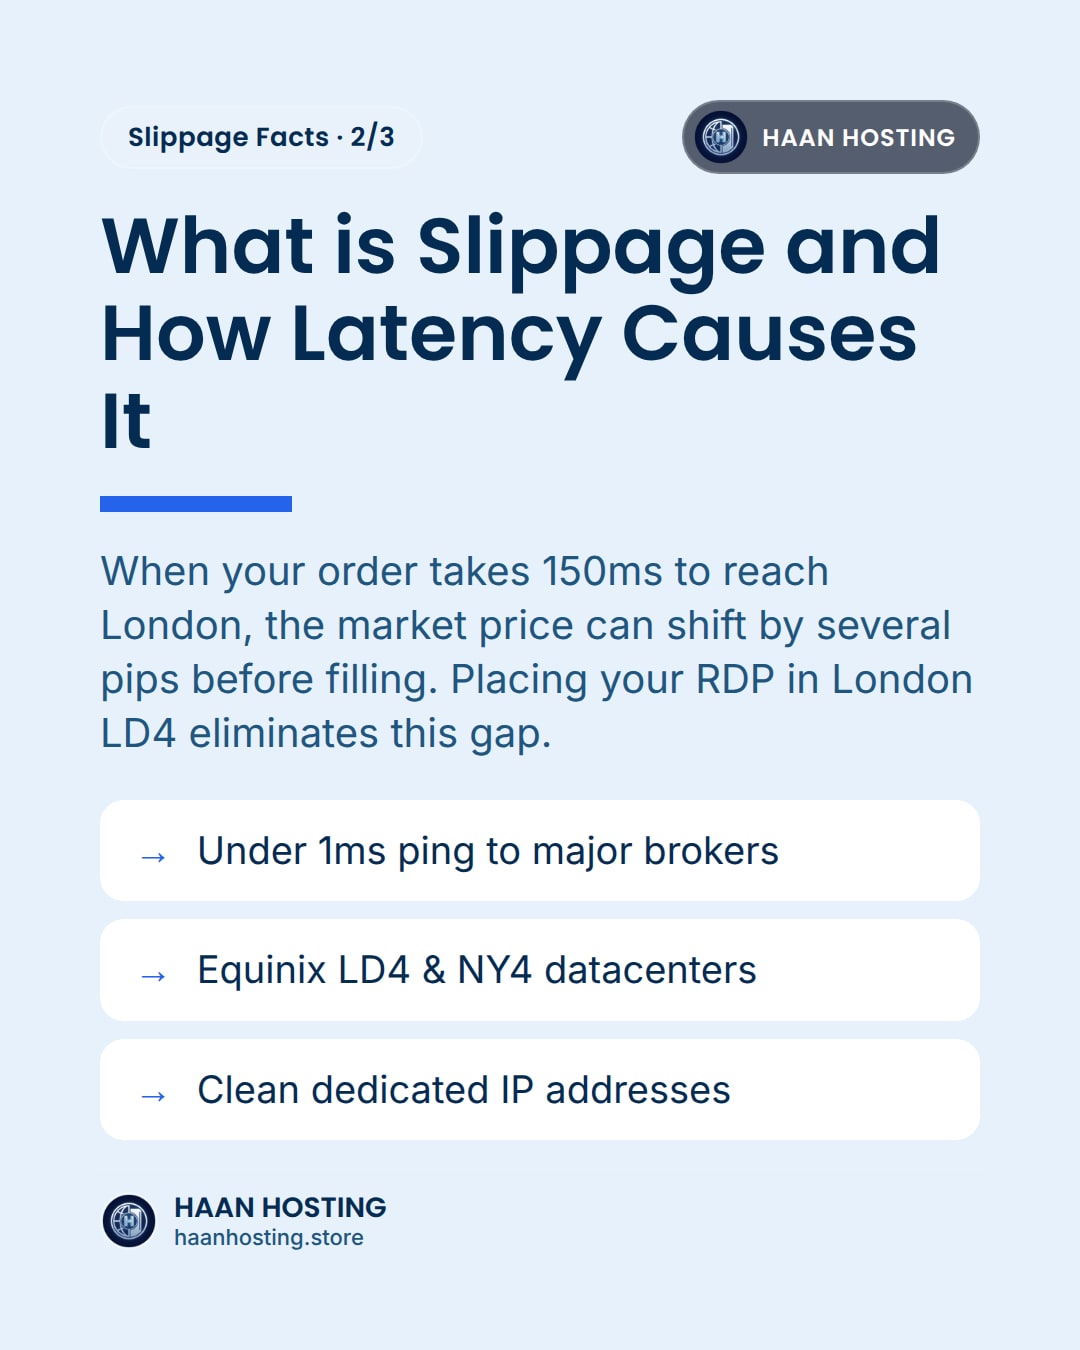 Slippage Facts · 2/3
HAAN HOSTING
What is Slippage and
How Latency Causes
It
When your order takes 150ms to reach
London, the market price can shift by several
pips before filling. Placing your RDP in London
LD4 eliminates this gap.
→ Under 1ms ping to major brokers
→ Equinix LD4 & NY4 datacenters
→ Clean dedicated IP addresses
HAAN HOSTING
haanhosting.store